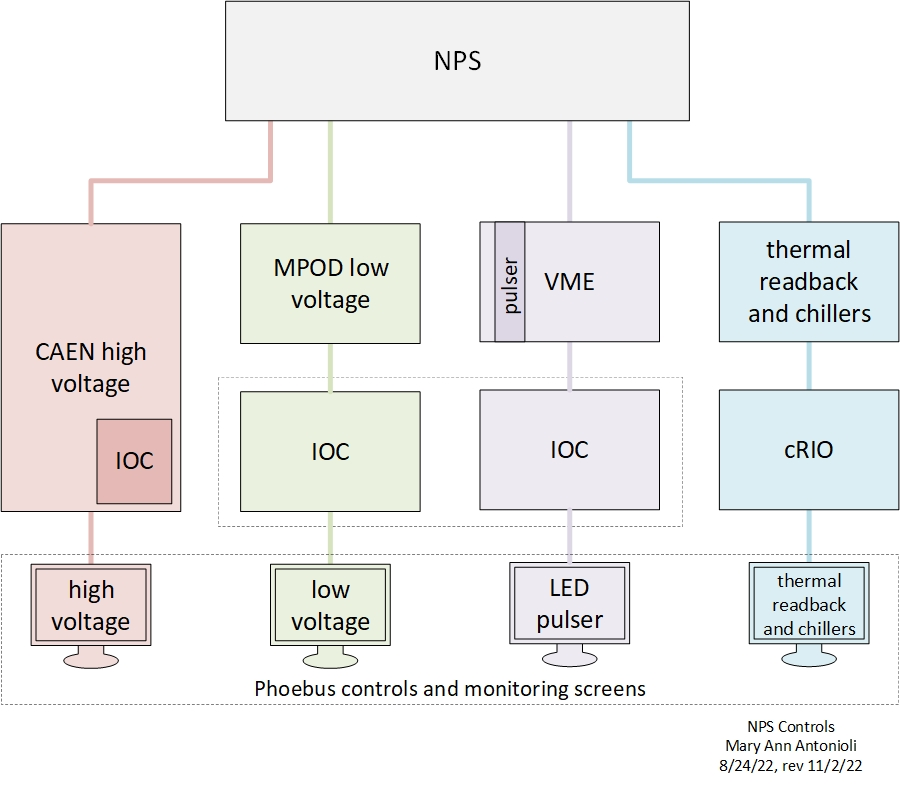 NPS
CAEN high
voltage
IOC
MPOD low
voltage
pulser
VME
thermal
readback
and chillers
IOC
IOC
cRIO
high
voltage
low
voltage
LED
pulser
thermal
readback
and chillers
Phoebus controls and monitoring screens
NPS Controls
Mary Ann Antonioli
8/24/22, rev 11/2/22